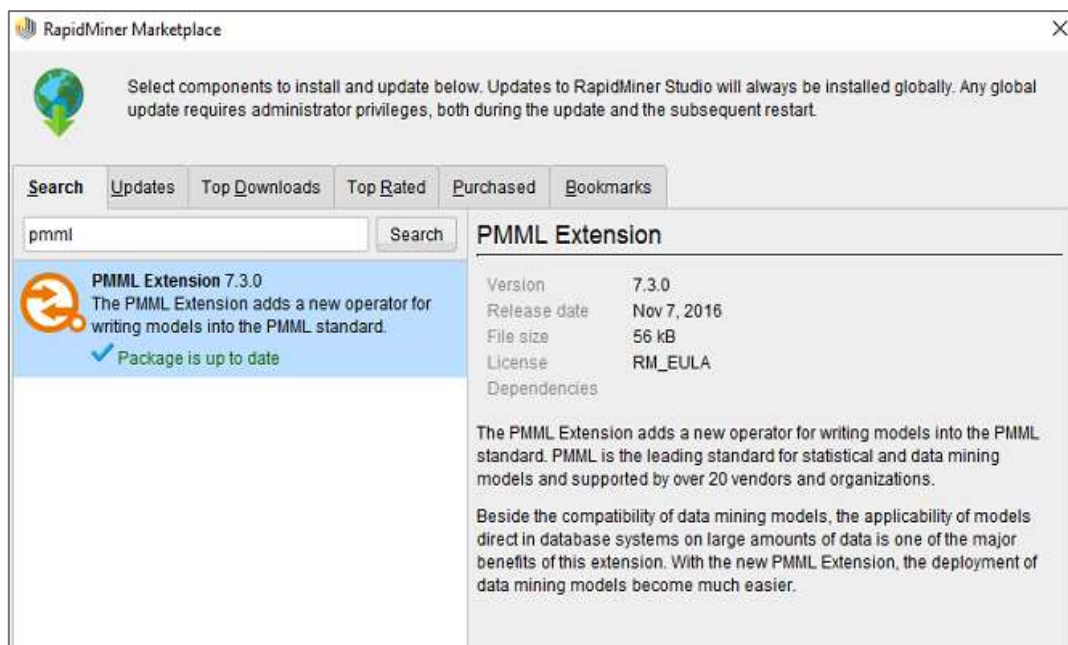 RapidMiner Marketplace
Select components to install and update below. Updates to RapidMiner Studio will always be installed globally. Any global
update requires administrator privileges, both during the update and the subsequent restart.
Search Updates Top Downloads Top Rated Purchased Bookmarks
pmml Search
PMML Extension 7.3.0
The PMML Extension adds a new operator for
writing models into the PMML standard.
Package is up to date
PMML Extension
Version 7.3.0
Release date Nov 7, 2016
File size 56 kB
License RM_EULA
Dependencies
The PMML Extension adds a new operator for writing models into the PMML
standard. PMML is the leading standard for statistical and data mining
models and supported by over 20 vendors and organizations.
Beside the compatibility of data mining models, the applicability of models
direct in database systems on large amounts of data is one of the major
benefits of this extension. With the new PMML Extension, the deployment of
data mining models become much easier.